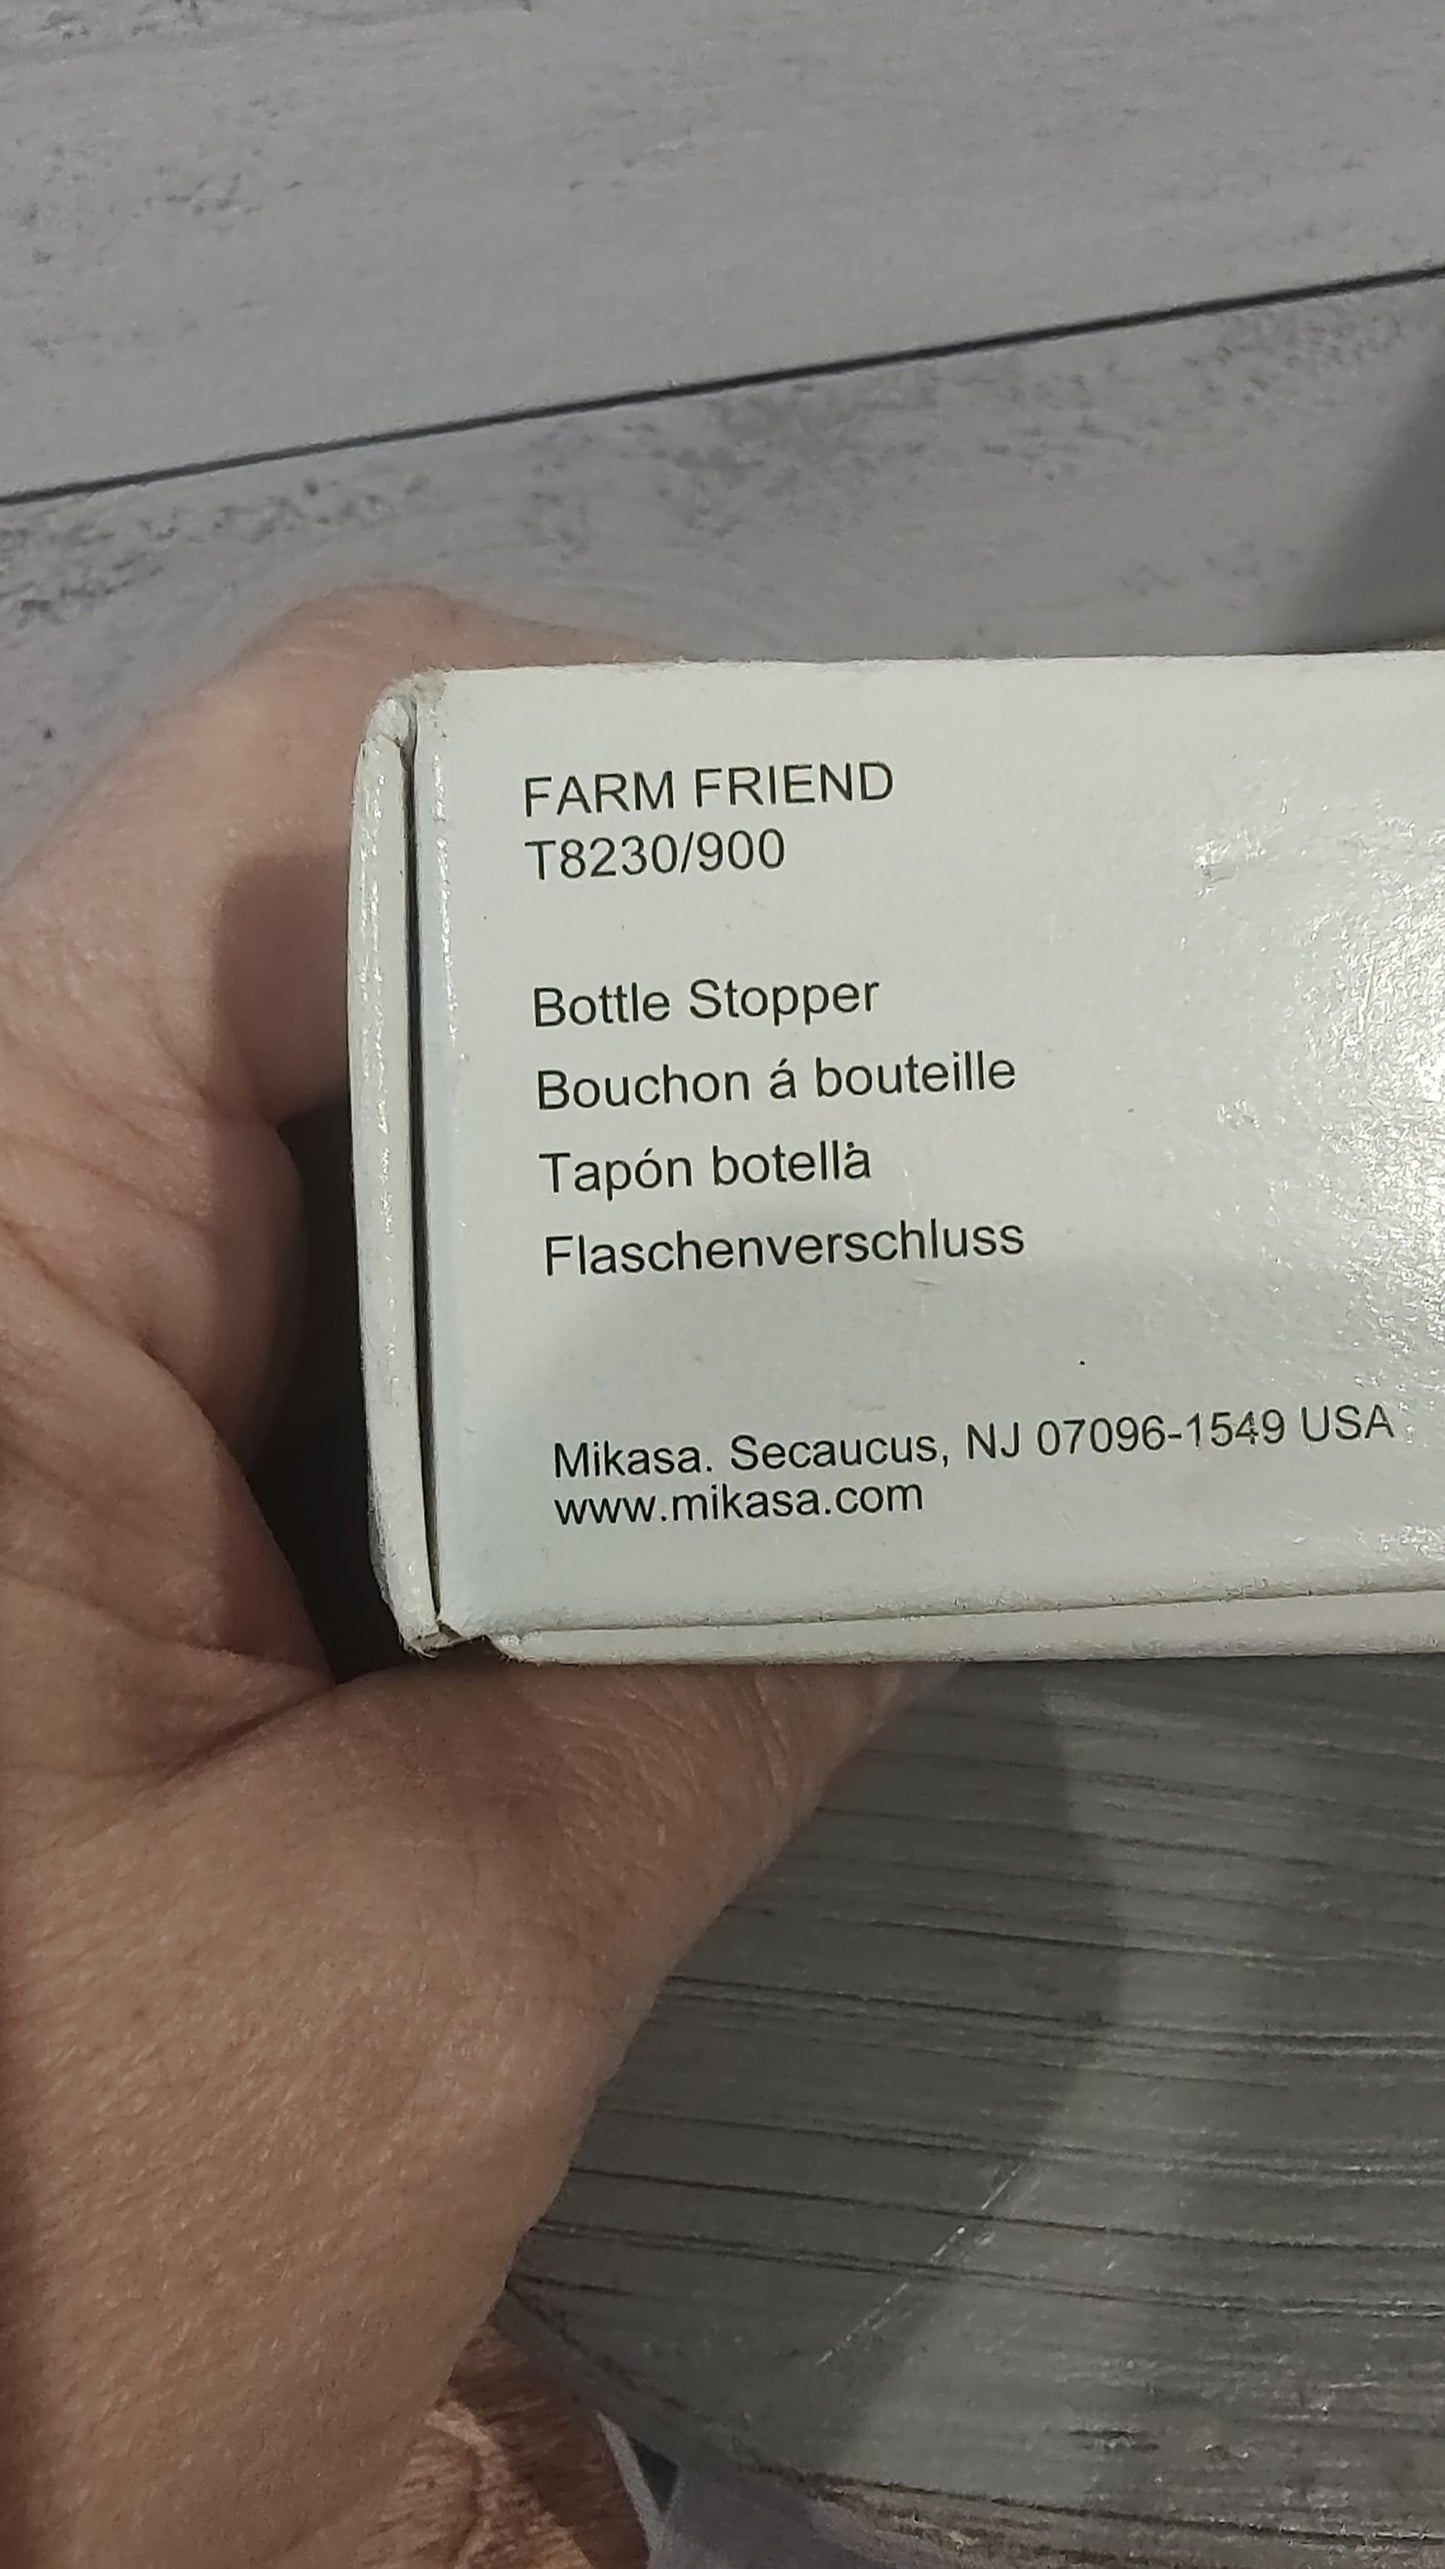 FARM FRIEND
T8230/900
Bottle Stopper
Bouchon á bouteille
Tapón botella
Flaschenverschluss
Mikasa. Secaucus, NJ 07096-1549 USA
www.mikasa.com